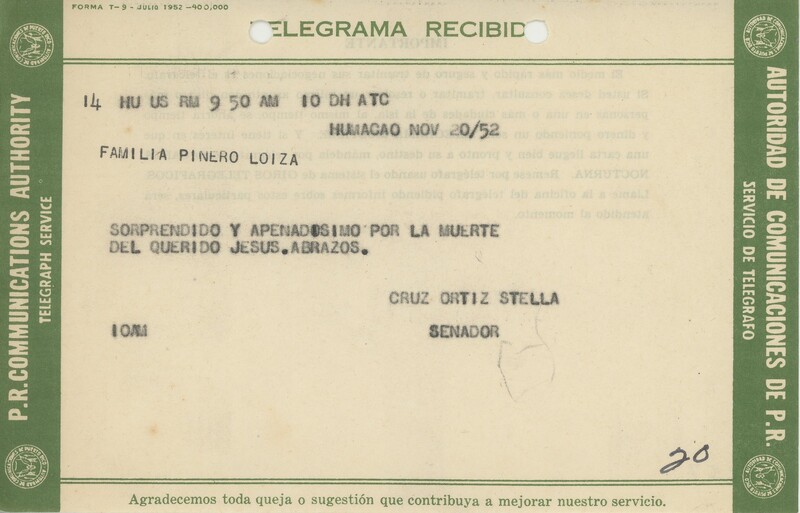 FORMA T-3 - JULIO 1952 -400,000
TELEGRAMA RECIBID
P.R. COMMUNICATIONS AUTHORITY
TELEGRAPH SERVICE
14 HU US RM 9 50 AM 10 DH ATC
HUMACAO NOV 20/52
FAMILIA PINERO LOIZA
SORPRENDIDO Y APENADISIMO POR LA MUERTE
DEL QUERIDO JESUS.ABRAZOS.
CRUZ ORTIZ STELLA
10AM SENADOR
20
AUTORIDAD DE COMUNICACIONES DE P.R.
SERVICIO DE TELEGRAFO
Agradecemos toda queja o sugestión que contribuya a mejorar nuestro servicio.